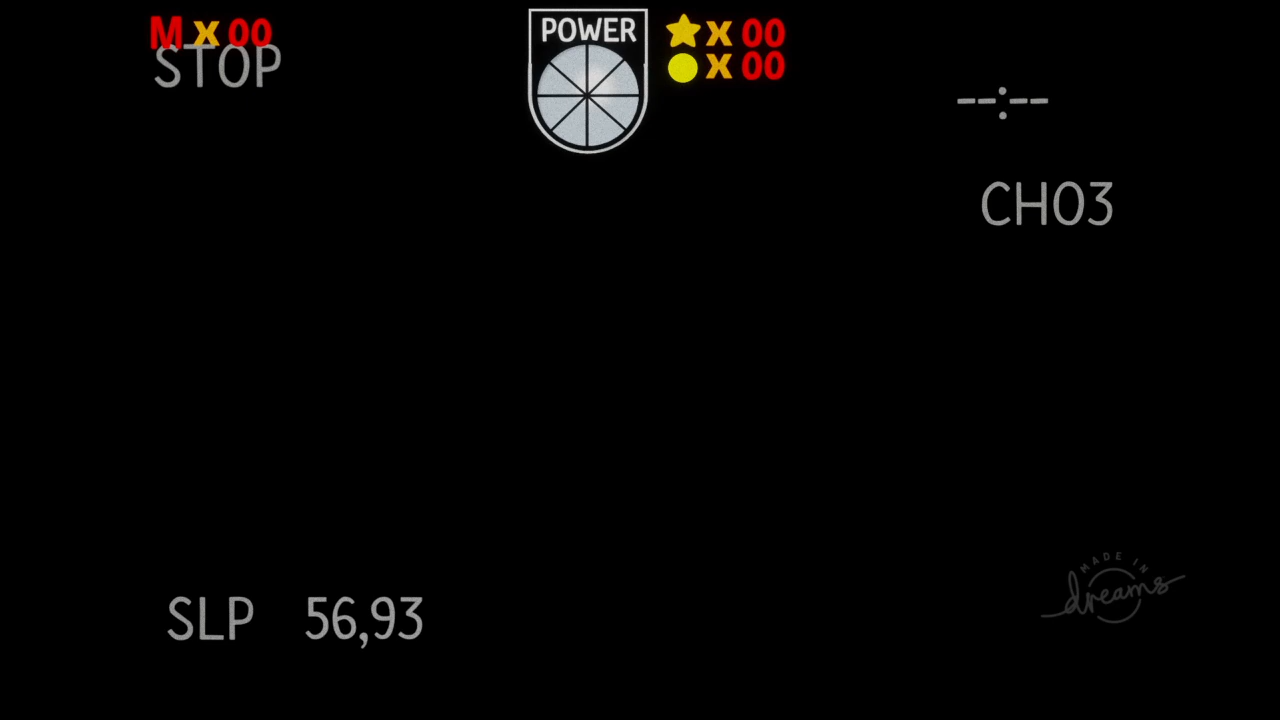 M X 00
STOP
POWER
X 00
X 00
--:--
CH03
SLP 56,93
MADE IN
dreams